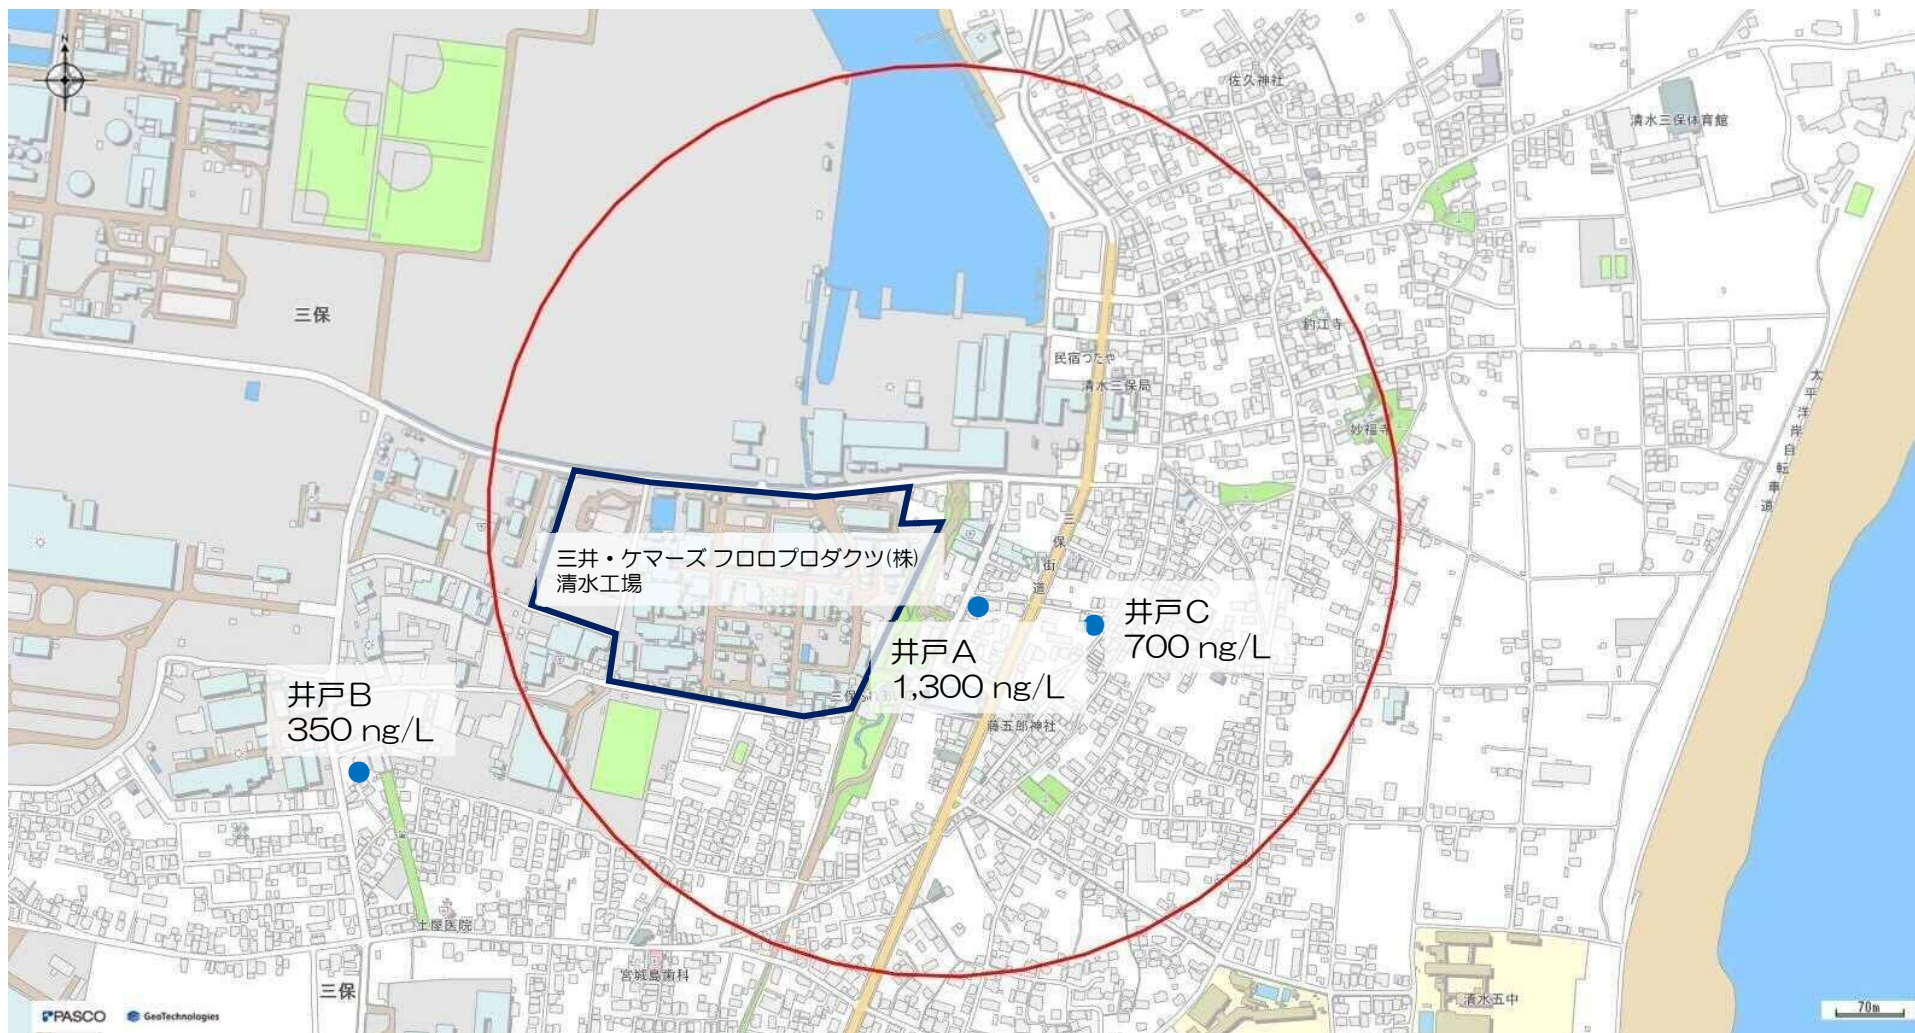 N
佐久神社
清水三保体育館
三保
釣江寺
民宿つたや
清水三保局
太平洋岸自転車道
妙福寺
三保街道
三井・ケマーズ フロロプロダクツ(株)
清水工場
井戸C
700 ng/L
井戸A
1,300 ng/L
井戸B
350 ng/L
藤五郎神社
土屋医院
宮城島歯科
三保
清水五中
PASCO
GeoTechnologies
70m